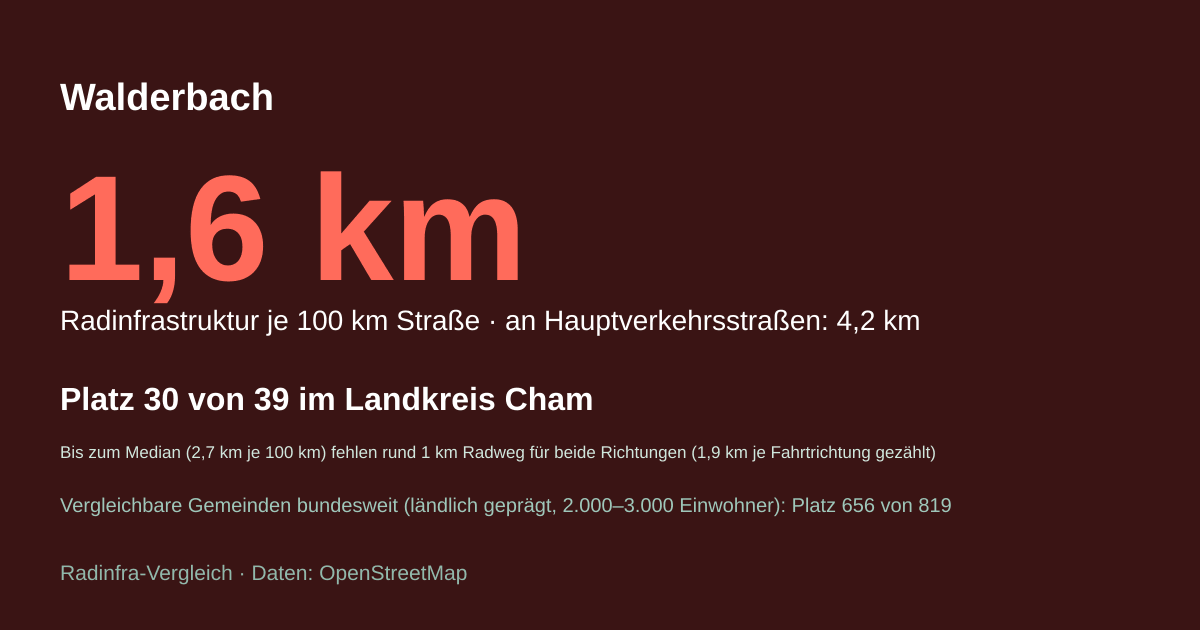 Walderbach
1,6 km
Radinfrastruktur je 100 km Straße · an Hauptverkehrsstraßen: 4,2 km
Platz 30 von 39 im Landkreis Cham
Bis zum Median (2,7 km je 100 km) fehlen rund 1 km Radweg für beide Richtungen (1,9 km je Fahrtrichtung gezählt)
Vergleichbare Gemeinden bundesweit (ländlich geprägt, 2.000–3.000 Einwohner): Platz 656 von 819
Radinfra-Vergleich · Daten: OpenStreetMap